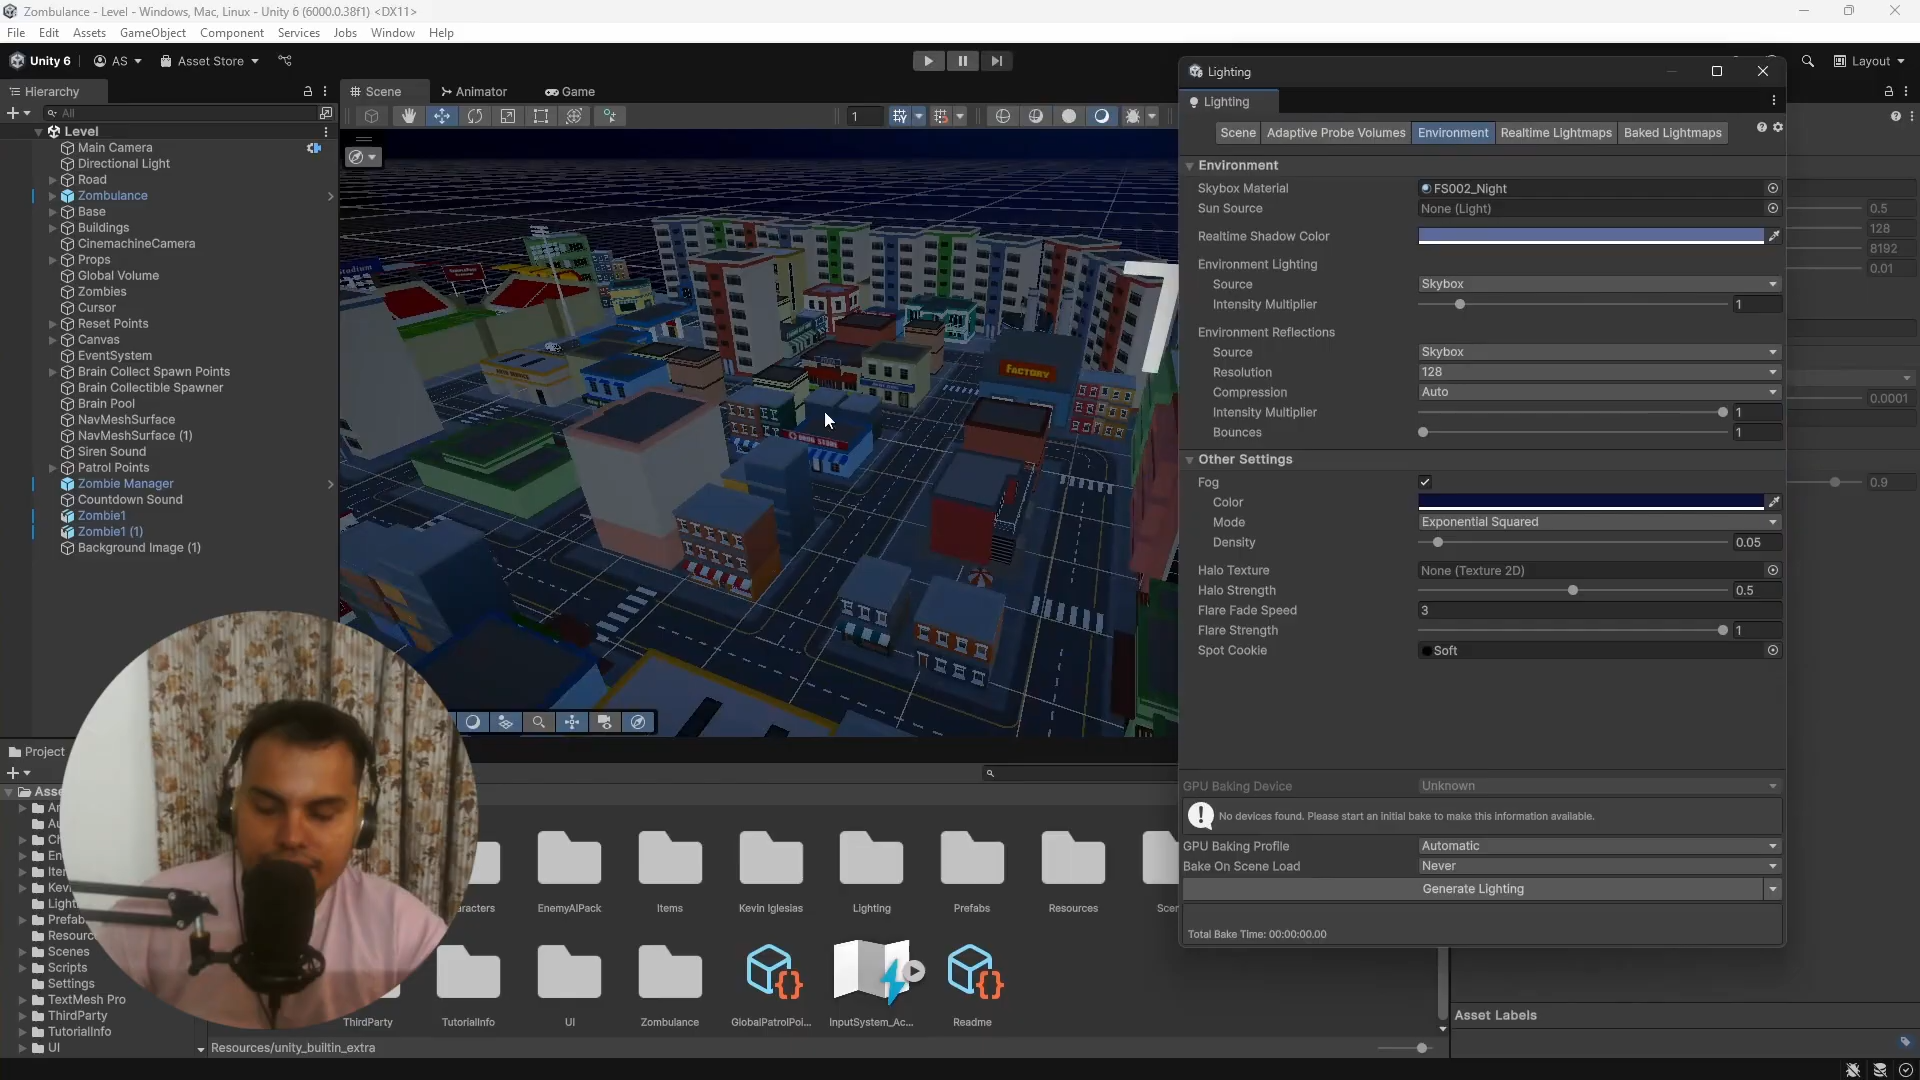 Zombulance - Level - Windows, Mac, Linux - Unity 6 (6000.0.38f1) <DX11>
File Edit Assets GameObject Component Services Jobs Window Help
Unity 6 AS Asset Store Layout
Hierarchy
All
Level
Main Camera
Directional Light
Road
Zombulance
Base
Buildings
CinemachineCamera
Props
Global Volume
Zombies
Cursor
Reset Points
Canvas
EventSystem
Brain Collect Spawn Points
Brain Collectible Spawner
Brain Pool
NavMeshSurface
NavMeshSurface (1)
Siren Sound
Patrol Points
Zombie Manager
Countdown Sound
Zombie1
Zombie1 (1)
Background Image (1)
Scene Animator Game
1
FACTORY
DRUG STORE
Lighting
Lighting
Scene Adaptive Probe Volumes Environment Realtime Lightmaps Baked Lightmaps
Environment
Skybox Material FS002_Night
Sun Source None (Light)
Realtime Shadow Color
Environment Lighting
Source Skybox
Intensity Multiplier 1
Environment Reflections
Source Skybox
Resolution 128
Compression Auto
Intensity Multiplier 1
Bounces 1
Other Settings
Fog
Color
Mode Exponential Squared
Density 0.05
Halo Texture None (Texture 2D)
Halo Strength 0.5
Flare Fade Speed 3
Flare Strength 1
Spot Cookie Soft
GPU Baking Device Unknown
No devices found. Please start an initial bake to make this information available.
GPU Baking Profile Automatic
Bake On Scene Load Never
Generate Lighting
Total Bake Time: 00:00:00.00
0.5
128
8192
0.01
0.0001
0.9
Project
Asse
Light
Prefab
Resourc
Scenes
Scripts
Settings
TextMesh Pro
ThirdParty
TutorialInfo
UI
aracters EnemyAIPack Items Kevin Iglesias Lighting Prefabs Resources Scer
ThirdParty TutorialInfo UI Zombulance GlobalPatrolPoi... InputSystem_Ac... Readme
Resources/unity_builtin_extra
Asset Labels